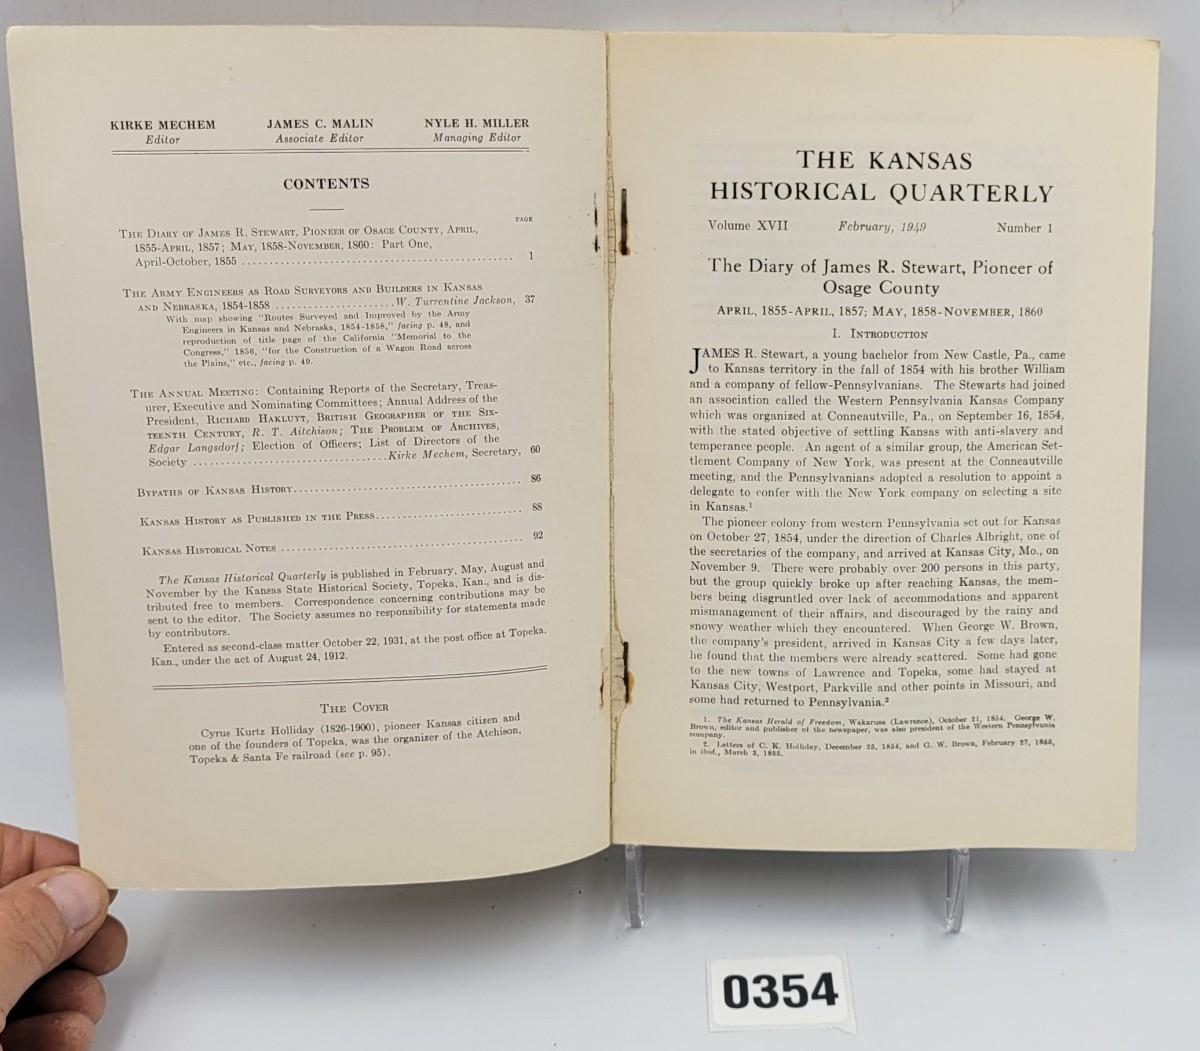 KIRKE MECHEM JAMES C. MALIN NYLE H. MILLER
Editor Associate Editor Managing Editor
CONTENTS
PAGE
THE DIARY OF JAMES R. STEWART, PIONEER OF OSAGE COUNTY, APRIL,
1855-APRIL, 1857; MAY, 1858-NOVEMBER, 1860: Part One,
April-October, 1855 ................................................ 1
THE ARMY ENGINEERS AS ROAD SURVEYORS AND BUILDERS IN KANSAS
AND NEBRASKA, 1854-1858 ......................W. Turrentine Jackson, 37
With map showing "Routes Surveyed and Improved by the Army
Engineers in Kansas and Nebraska, 1854-1858," facing p. 48, and
reproduction of title page of the California "Memorial to the
Congress," 1856, "for the Construction of a Wagon Road across
the Plains," etc., facing p. 49.
THE ANNUAL MEETING: Containing Reports of the Secretary, Treas-
urer, Executive and Nominating Committees; Annual Address of the
President, RICHARD HAKLUYT, BRITISH GEOGRAPHER OF THE SIX-
TEENTH CENTURY, R. T. Aitchison; THE PROBLEM OF ARCHIVES,
Edgar Langsdorf; Election of Officers; List of Directors of the
Society ..................................Kirke Mechem, Secretary, 60
BYPATHS OF KANSAS HISTORY........................................ 86
KANSAS HISTORY AS PUBLISHED IN THE PRESS.......................... 88
KANSAS HISTORICAL NOTES .......................................... 92
The Kansas Historical Quarterly is published in February, May, August and
November by the Kansas State Historical Society, Topeka, Kan., and is dis-
tributed free to members. Correspondence concerning contributions may be
sent to the editor. The Society assumes no responsibility for statements made
by contributors.
Entered as second-class matter October 22, 1931, at the post office at Topeka,
Kan., under the act of August 24, 1912.
THE COVER
Cyrus Kurtz Holliday (1826-1900), pioneer Kansas citizen and
one of the founders of Topeka, was the organizer of the Atchison,
Topeka & Santa Fe railroad (see p. 95).
THE KANSAS
HISTORICAL QUARTERLY
Volume XVII February, 1949 Number 1
The Diary of James R. Stewart, Pioneer of
Osage County
APRIL, 1855-APRIL, 1857; MAY, 1858-NOVEMBER, 1860
I. INTRODUCTION
JAMES R. Stewart, a young bachelor from New Castle, Pa., came
to Kansas territory in the fall of 1854 with his brother William
and a company of fellow-Pennsylvanians. The Stewarts had joined
an association called the Western Pennsylvania Kansas Company
which was organized at Conneautville, Pa., on September 16, 1854,
with the stated objective of settling Kansas with anti-slavery and
temperance people. An agent of a similar group, the American Set-
tlement Company of New York, was present at the Conneautville
meeting, and the Pennsylvanians adopted a resolution to appoint a
delegate to confer with the New York company on selecting a site
in Kansas.1
The pioneer colony from western Pennsylvania set out for Kansas
on October 27, 1854, under the direction of Charles Albright, one of
the secretaries of the company, and arrived at Kansas City, Mo., on
November 9. There were probably over 200 persons in this party,
but the group quickly broke up after reaching Kansas, the mem-
bers being disgruntled over lack of accommodations and apparent
mismanagement of their affairs, and discouraged by the rainy and
snowy weather which they encountered. When George W. Brown,
the company's president, arrived in Kansas City a few days later,
he found that the members were already scattered. Some had gone
to the new towns of Lawrence and Topeka, some had stayed at
Kansas City, Westport, Parkville and other points in Missouri, and
some had returned to Pennsylvania.2
1. The Kansas Herald of Freedom, Wakarusa (Lawrence), October 21, 1854. George W.
Brown, editor and publisher of the newspaper, was also president of the Western Pennsylvania
company.
2. Letters of C. K. Holliday, December 25, 1854, and G. W. Brown, February 27, 1855,
in ibid., March 3, 1855.
0354